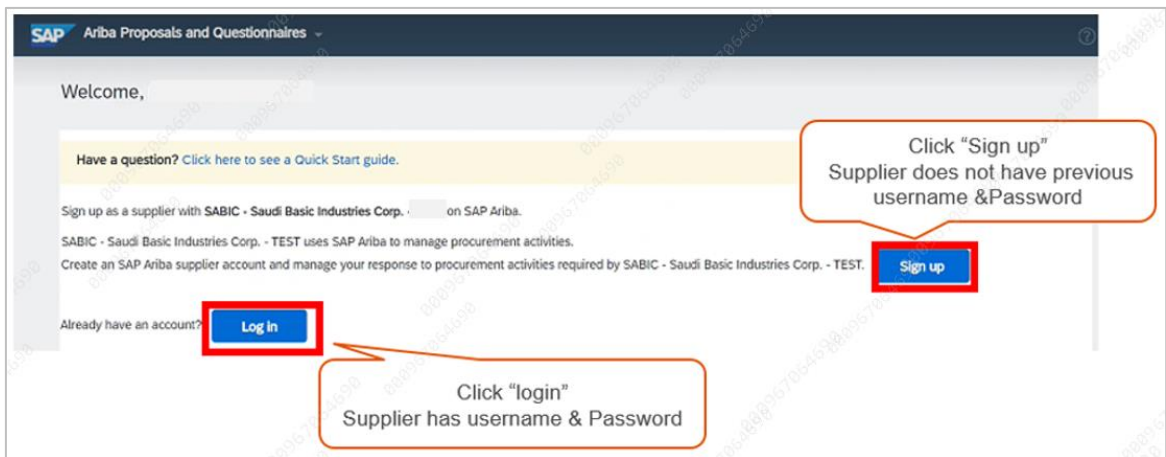 SAP Ariba Proposals and Questionnaires
Welcome,
Have a question? Click here to see a Quick Start guide.
Click "Sign up"
Supplier does not have previous
username &Password
Sign up as a supplier with SABIC - Saudi Basic Industries Corp. - on SAP Ariba.
SABIC - Saudi Basic Industries Corp. - TEST uses SAP Ariba to manage procurement activities.
Create an SAP Ariba supplier account and manage your response to procurement activities required by SABIC - Saudi Basic Industries Corp. - TEST.
Sign up
Already have an account?
Log in
Click "login"
Supplier has username & Password